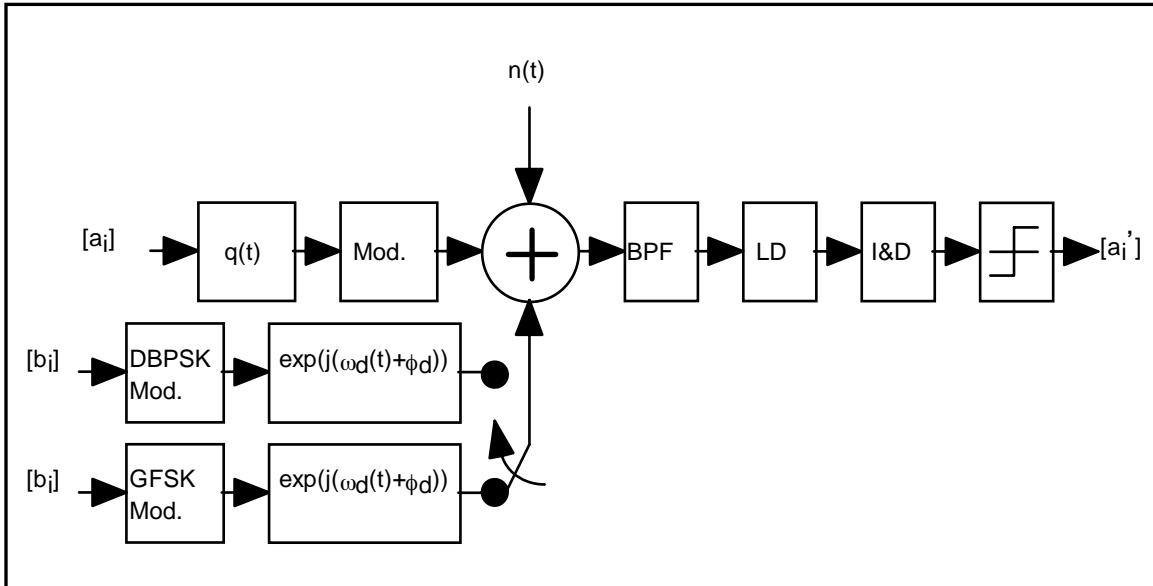 n(t)
[ai]
q(t)
Mod.
BPF
LD
I&D
[ai’]
[bi]
DBPSK
Mod.
exp(j(ωd(t)+ϕd))
[bi]
GFSK
Mod.
exp(j(ωd(t)+ϕd))